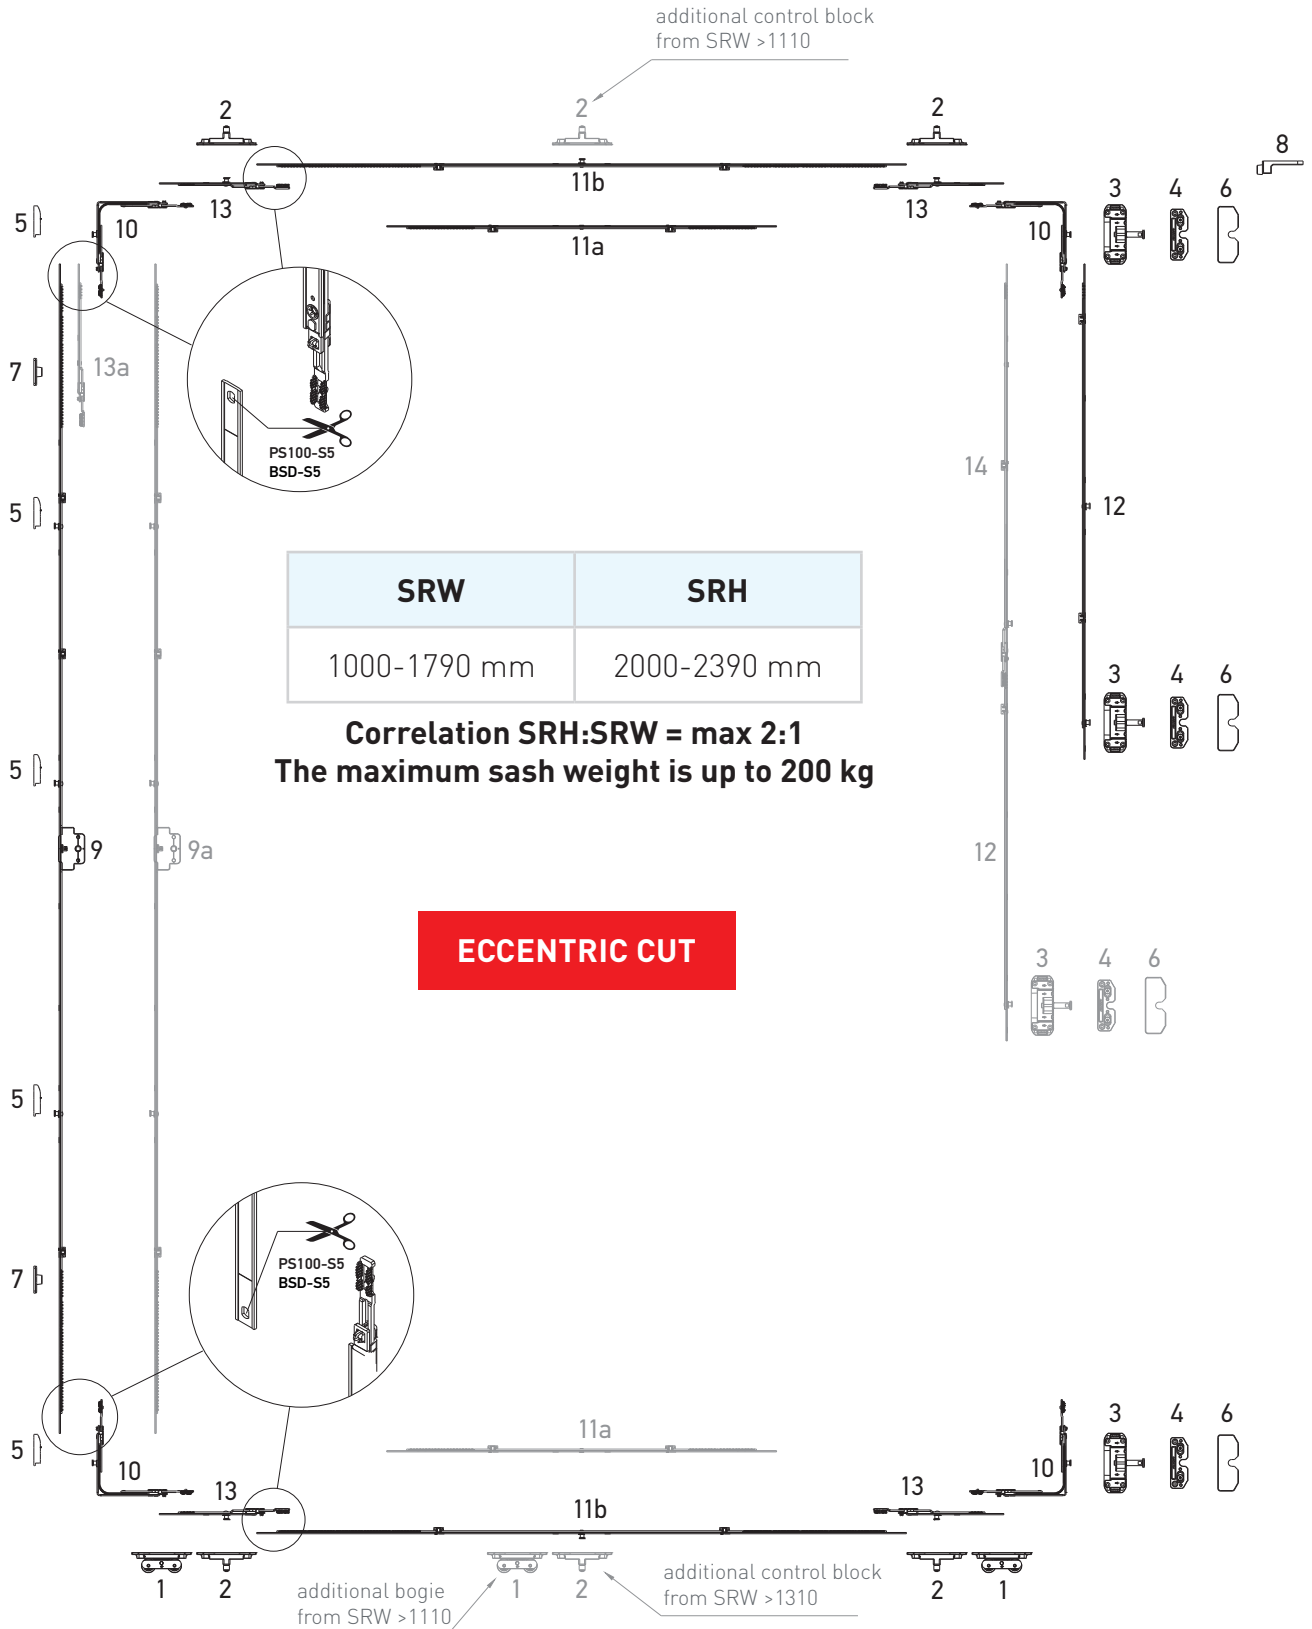 additional control block
from SRW >1110
2
2
2
8
11b
13
13
3
4
6
5
10
11a
10
7
13a
PS100-S5
BSD-S5
14
5
12
SRW
SRH
1000-1790 mm
2000-2390 mm
3
4
6
Correlation SRH:SRW = max 2:1
The maximum sash weight is up to 200 kg
5
9
9a
12
ECCENTRIC CUT
3
4
6
5
PS100-S5
BSD-S5
7
11a
3
4
6
5
10
10
13
13
11b
1
2
additional bogie
from SRW >1110
1
2
additional control block
from SRW >1310
2
1